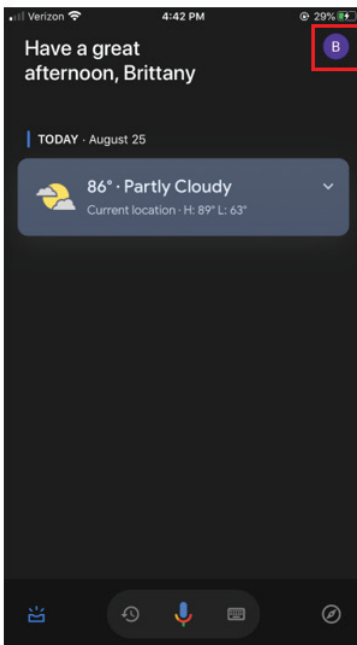 Verizon 4:42 PM 29%
Have a great
afternoon, Brittany
B
TODAY · August 25
86° · Partly Cloudy
Current location · H: 89° L: 63°